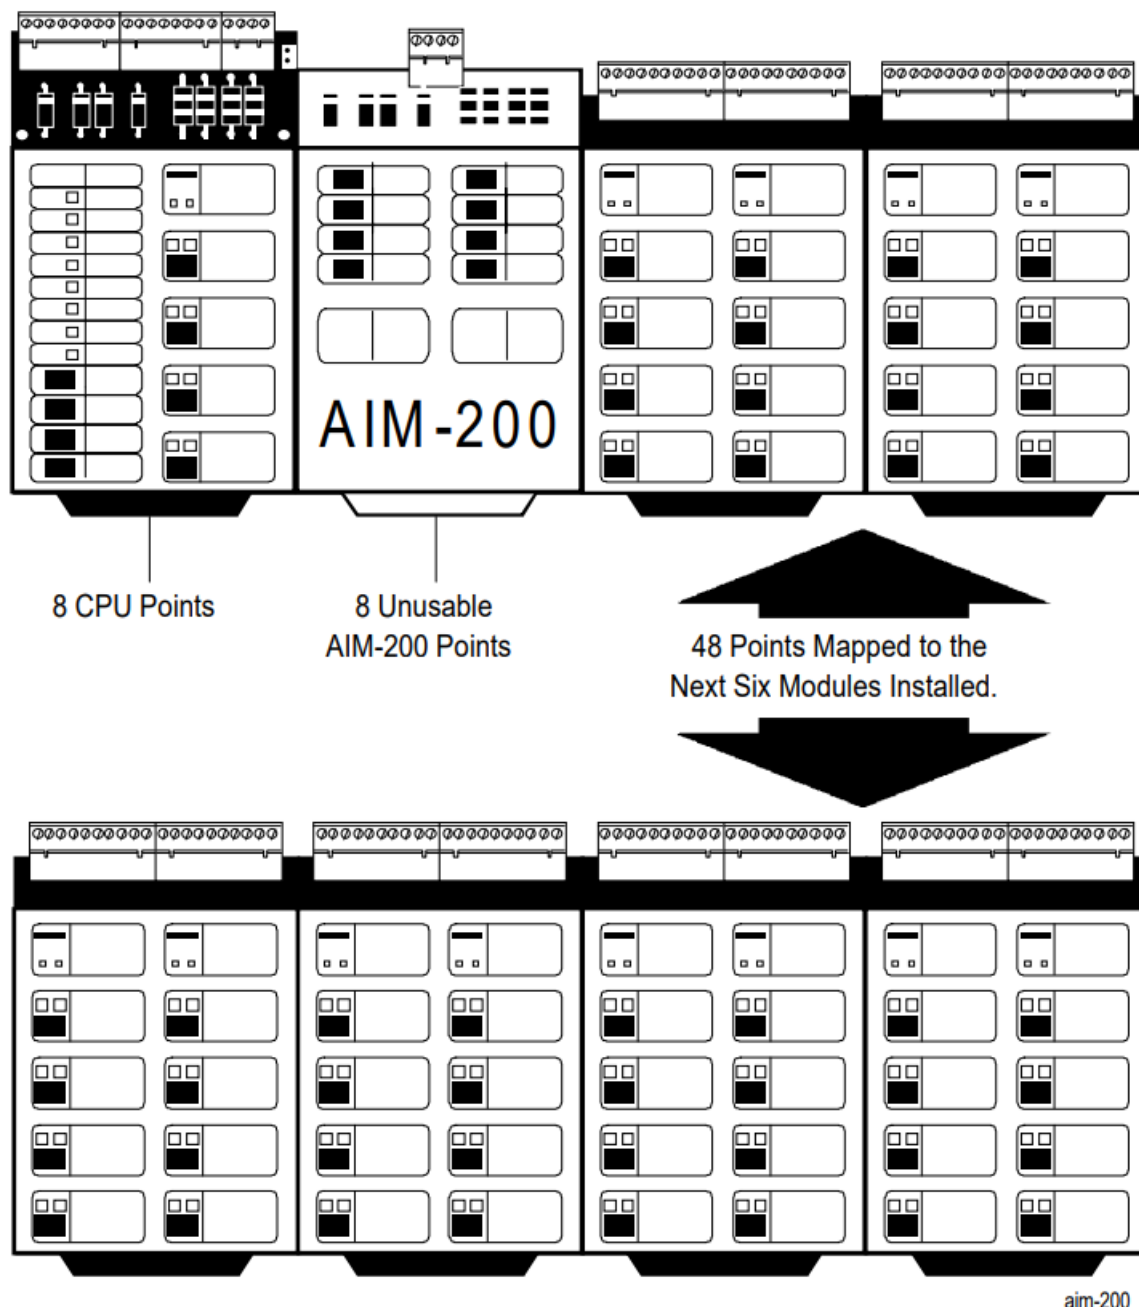 AIM-200
8 CPU Points
8 Unusable
AIM-200 Points
48 Points Mapped to the
Next Six Modules Installed.
aim-200